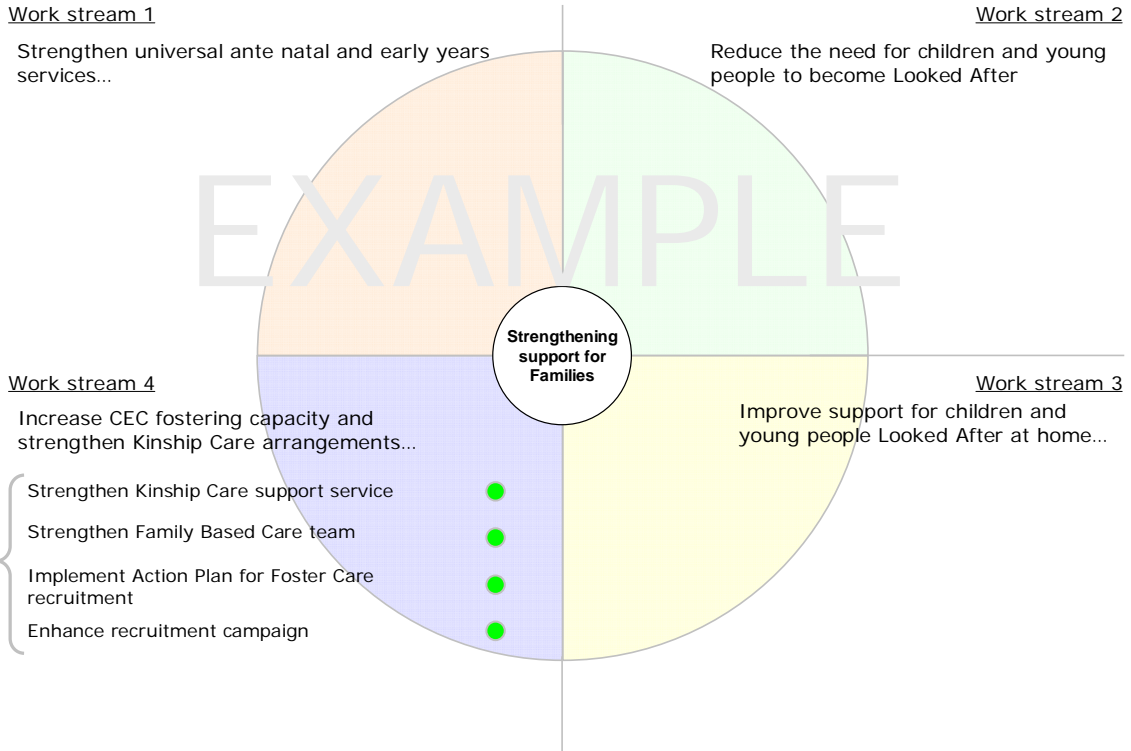 Work stream 1
Strengthen universal ante natal and early years
services...
Work stream 2
Reduce the need for children and young
people to become Looked After
EXAMPLE
Strengthening
support for
Families
Work stream 4
Increase CEC fostering capacity and
strengthen Kinship Care arrangements...
Work stream 3
Improve support for children and
young people Looked After at home...
Strengthen Kinship Care support service
Strengthen Family Based Care team
Implement Action Plan for Foster Care
recruitment
Enhance recruitment campaign